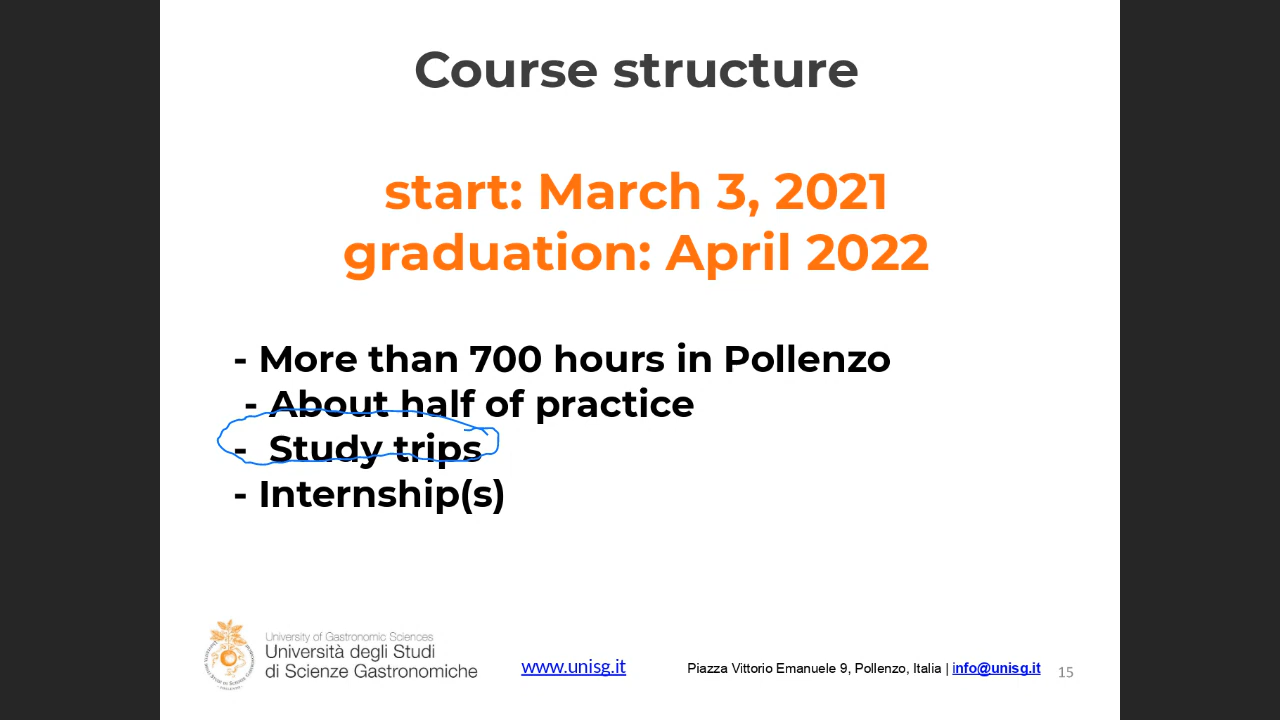 Course structure
start: March 3, 2021
graduation: April 2022
- More than 700 hours in Pollenzo
- About half of practice
- Study trips
- Internship(s)
University of Gastronomic Sciences
Università degli Studi
di Scienze Gastronomiche
www.unisg.it
Piazza Vittorio Emanuele 9, Pollenzo, Italia | info@unisg.it
15